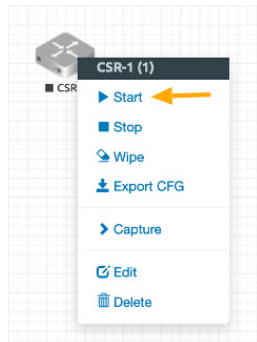 CSR-1 (1)
CSR
Start
Stop
Wipe
Export CFG
Capture
Edit
Delete